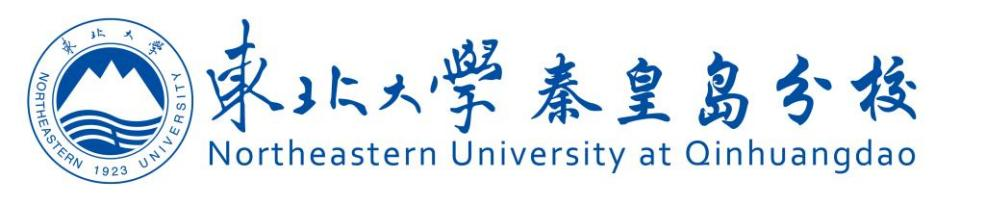 東北大學
NORTHEASTERN UNIVERSITY
1923
東北大學秦皇島分校
Northeastern University at Qinhuangdao